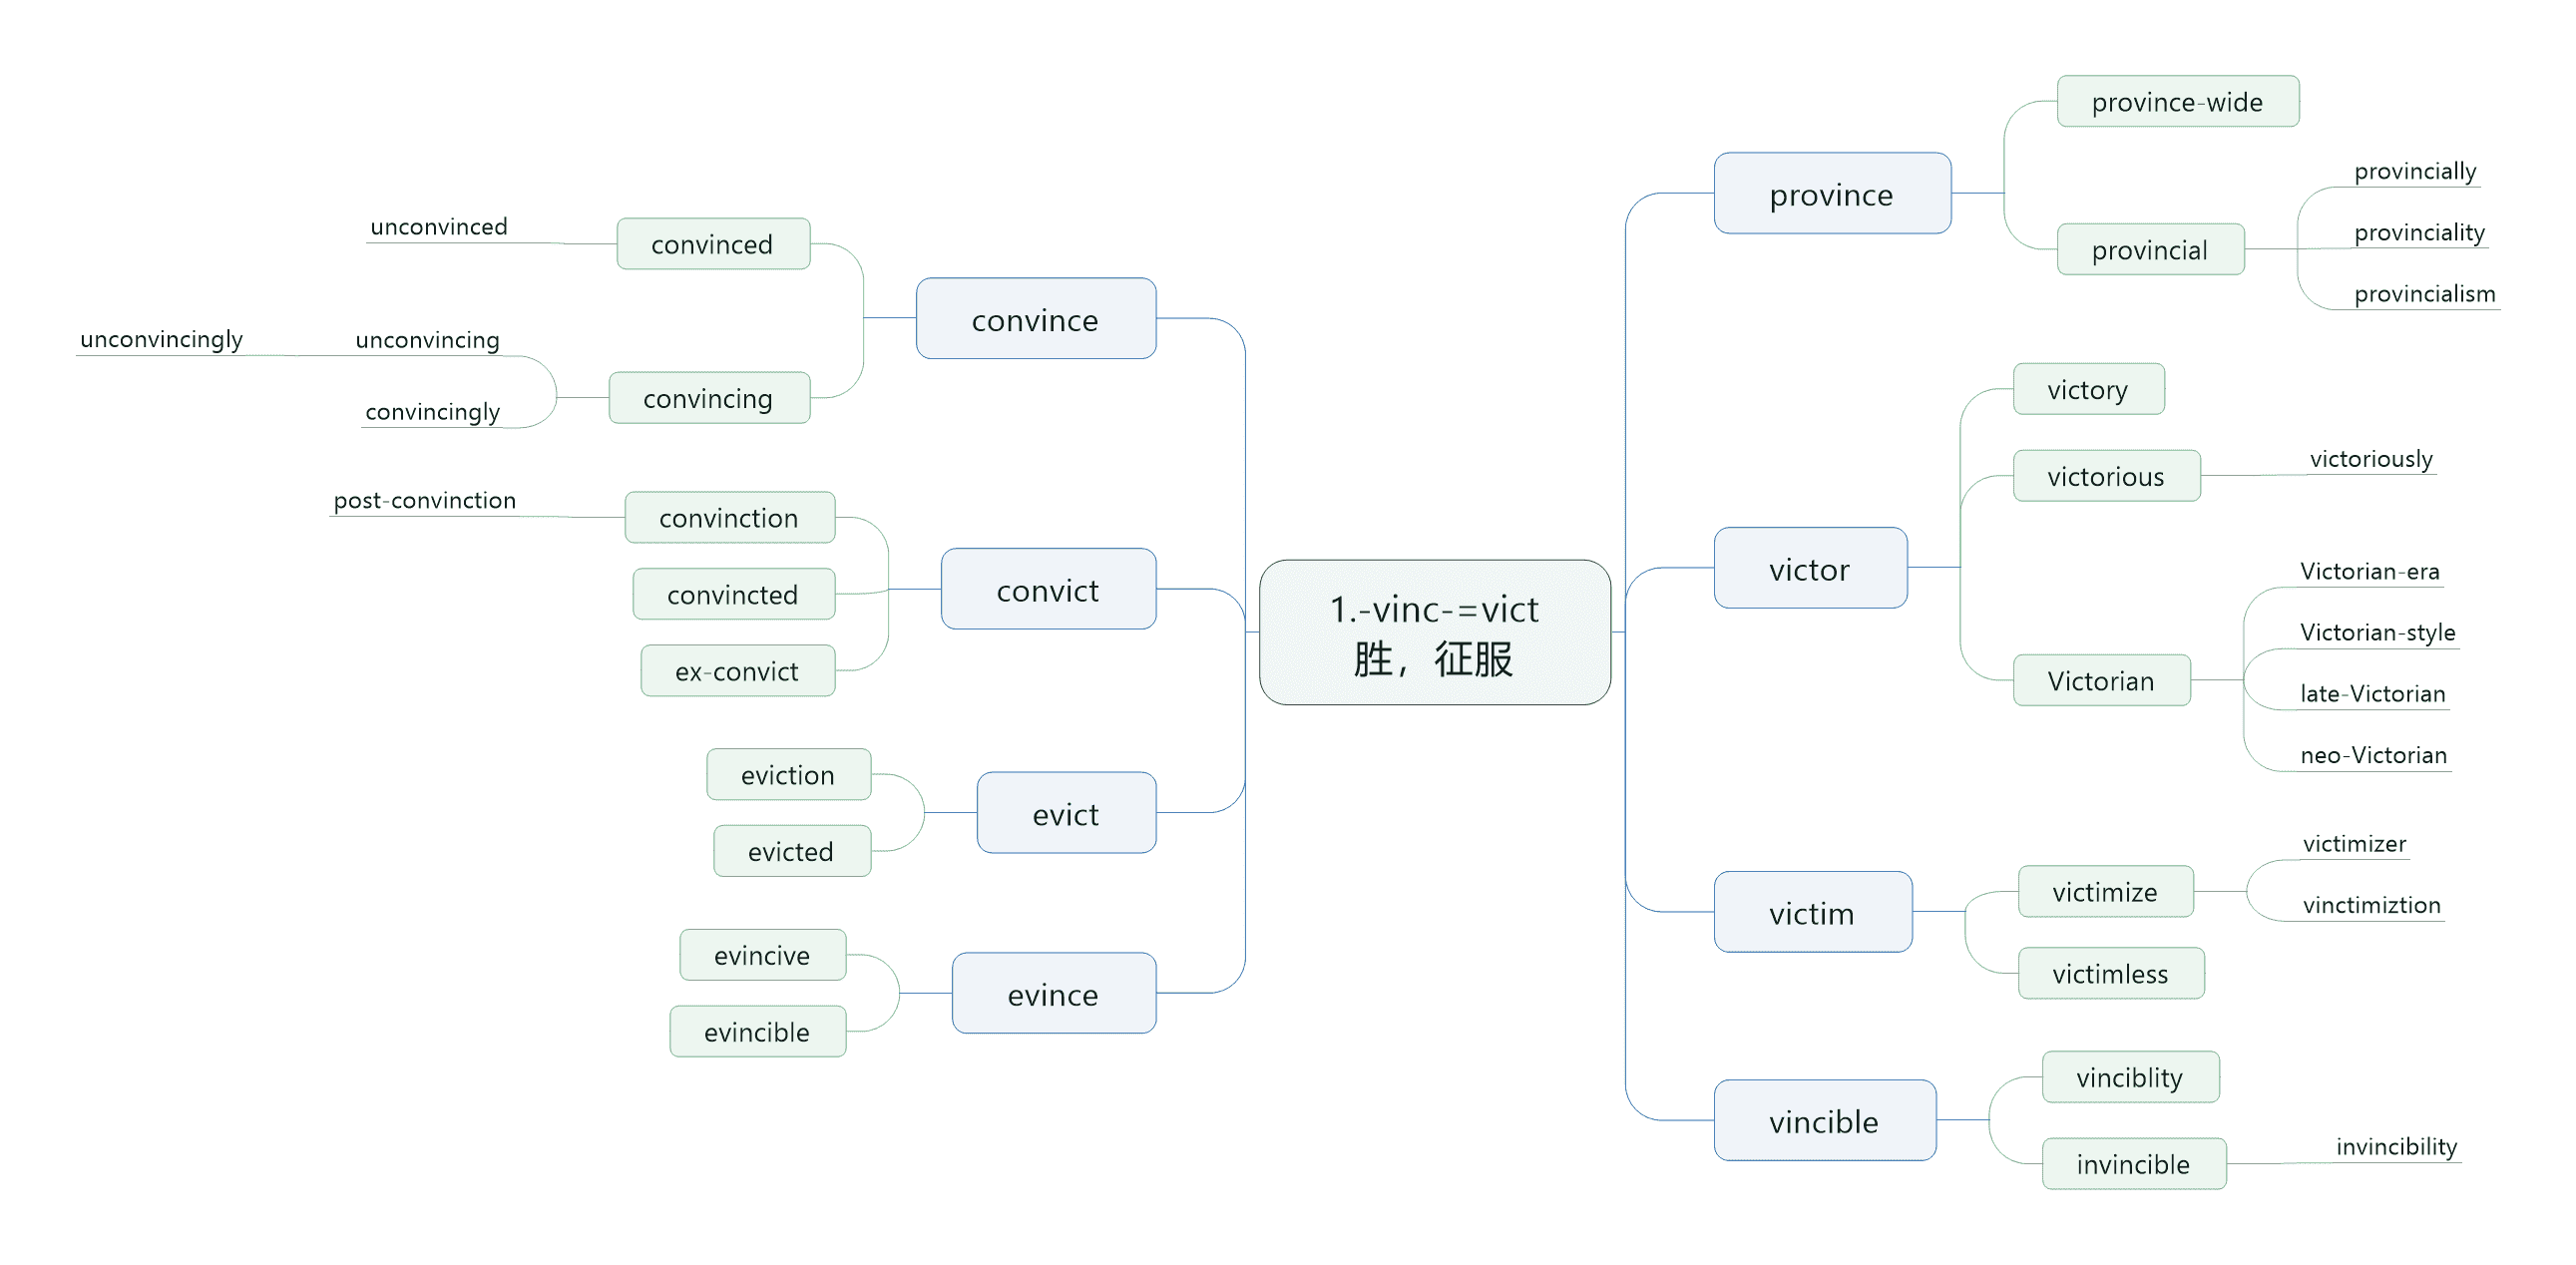 1.-vinc-=vict
胜，征服
province
province-wide
provincial
provincially
provinciality
provincialism
victor
victory
victorious
victoriously
Victorian
Victorian-era
Victorian-style
late-Victorian
neo-Victorian
victim
victimize
victimizer
vinctimiztion
victimless
vincible
vinciblity
invincible
invincibility
convince
convinced
unconvinced
convincing
unconvincing
unconvincingly
convincingly
convict
convinction
post-convinction
convincted
ex-convict
evict
eviction
evicted
evince
evincive
evincible